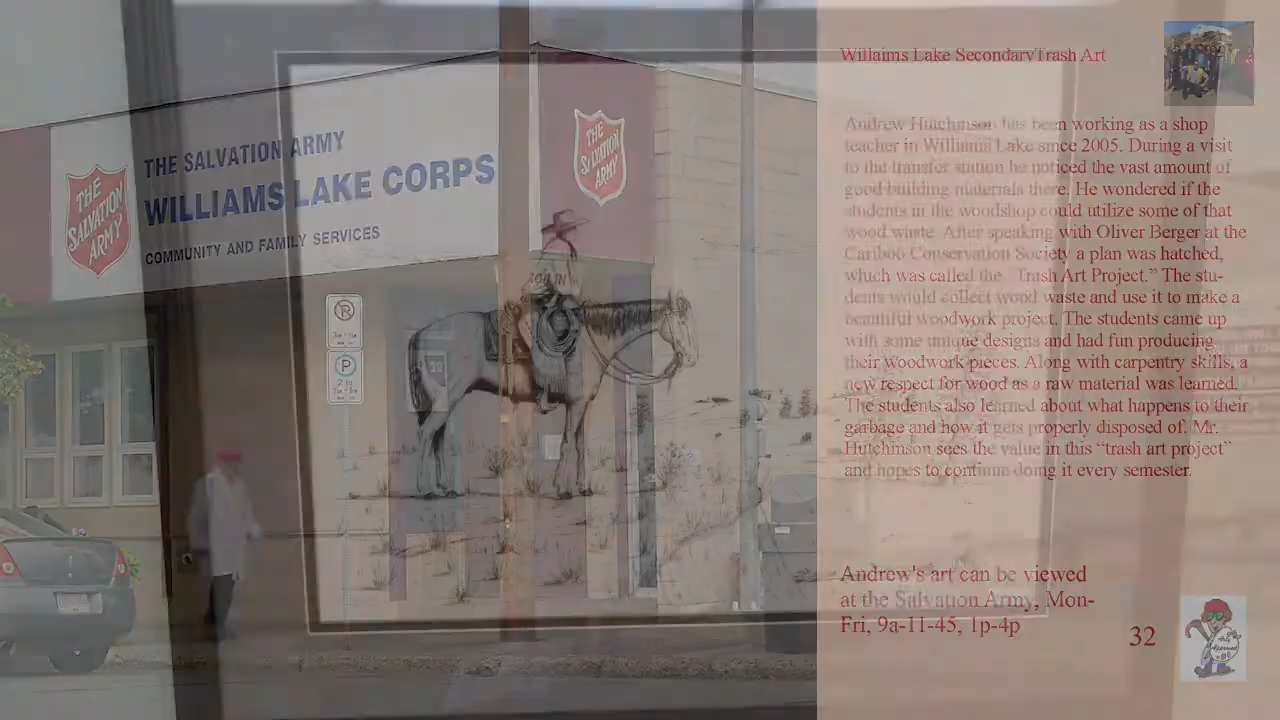 THE SALVATION ARMY
WILLIAMS LAKE CORPS
COMMUNITY AND FAMILY SERVICES
THE
SALVATION
ARMY
THE
SALVATION
ARMY
P
2 hr
32
Willaims Lake SecondaryTrash Art
Andrew Hutchinson has been working as a shop
teacher in Williams Lake since 2005. During a visit
to the transfer station he noticed the vast amount of
good building materials there. He wondered if the
students in the woodshop could utilize some of that
wood waste. After speaking with Oliver Berger at the
Cariboo Conservation Society a plan was hatched,
which was called the "Trash Art Project.” The stu-
dents would collect wood waste and use it to make a
beautiful woodwork project. The students came up
with some unique designs and had fun producing
their woodwork pieces. Along with carpentry skills, a
new respect for wood as a raw material was learned.
The students also learned about what happens to their
garbage and how it gets properly disposed of. Mr.
Hutchinson sees the value in this “trash art project”
and hopes to continue doing it every semester.
Andrew's art can be viewed
at the Salvation Army, Mon-
Fri, 9a-11-45, 1p-4p
32